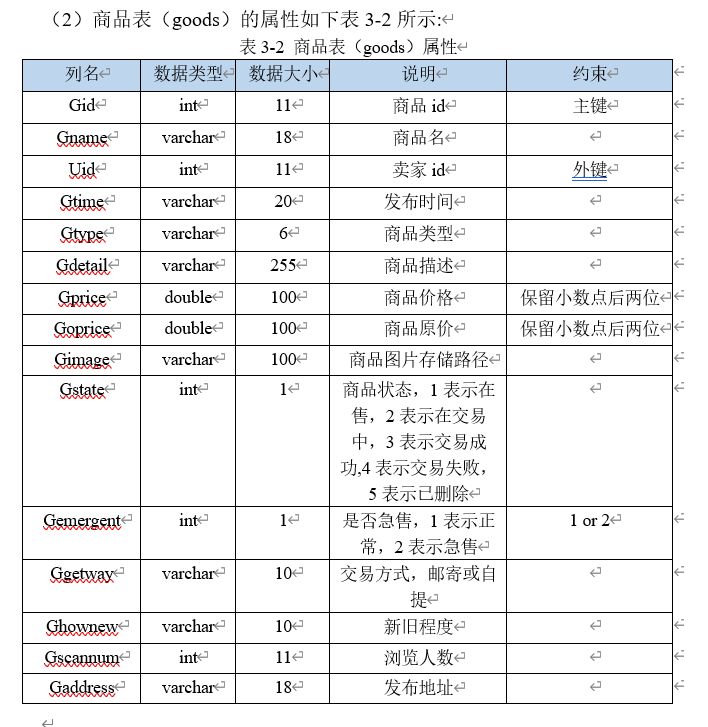 （2）商品表（goods）的属性如下表 3-2 所示:
表 3-2 商品表（goods）属性
列名 数据类型 数据大小 说明 约束
Gid int 11 商品 id 主键
Gname varchar 18 商品名
Uid int 11 卖家 id 外键
Gtime varchar 20 发布时间
Gtype varchar 6 商品类型
Gdetail varchar 255 商品描述
Gprice double 100 商品价格 保留小数点后两位
Goprice double 100 商品原价 保留小数点后两位
Gimage varchar 100 商品图片存储路径
Gstate int 1 商品状态，1 表示在
售，2 表示在交易
中，3 表示交易成
功,4 表示交易失败，
5 表示已删除
Gemergent int 1 是否急售，1 表示正 1 or 2
常，2 表示急售
Ggetway varchar 10 交易方式，邮寄或自
提
Ghownew varchar 10 新旧程度
Gscannum int 11 浏览人数
Gaddress varchar 18 发布地址